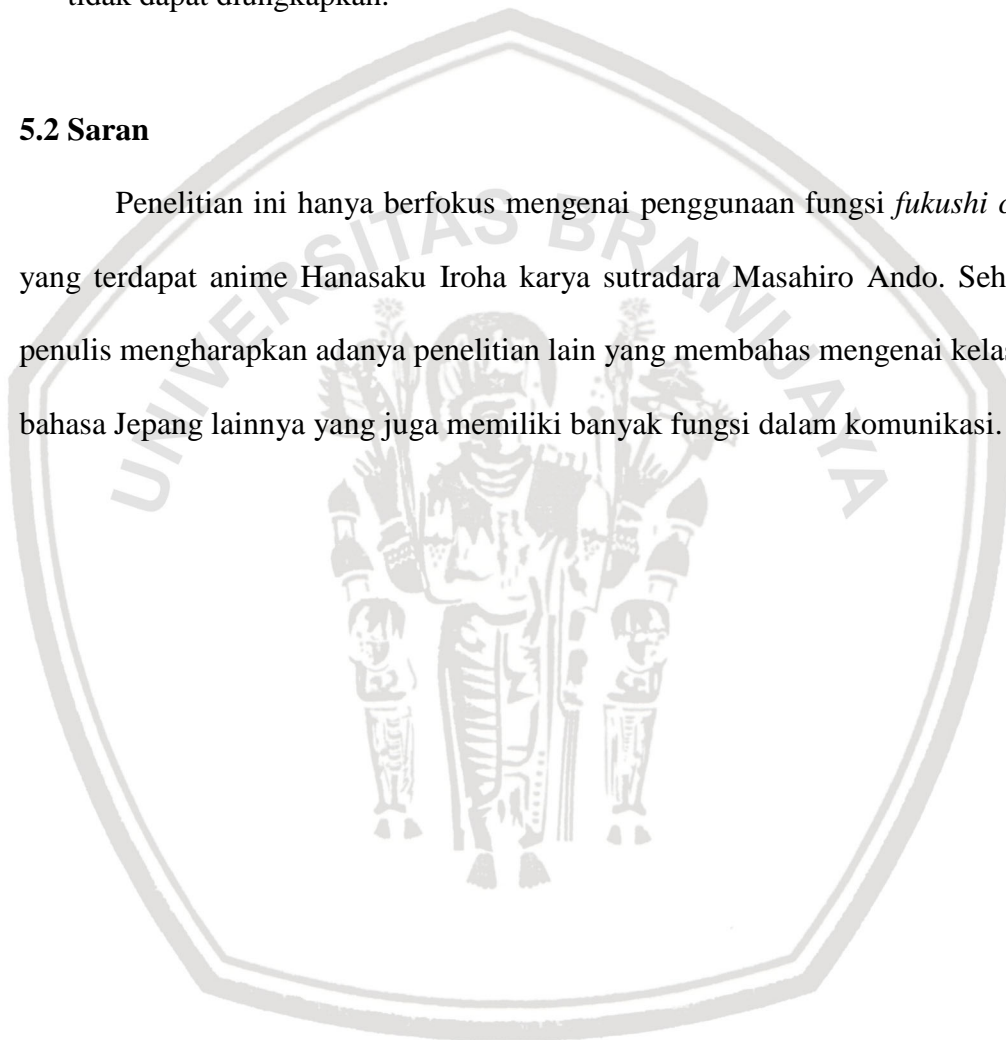 tidak dapat diungkapkan.
5.2 Saran
Penelitian ini hanya berfokus mengenai penggunaan fungsi fukushi
yang terdapat anime Hanasaku Iroha karya sutradara Masahiro Ando.
penulis mengharapkan adanya penelitian lain yang membahas mengenai
bahasa Jepang lainnya yang juga memiliki banyak fungsi dalam komunikasi.
UNIVERSITAS BRAWIJAYA